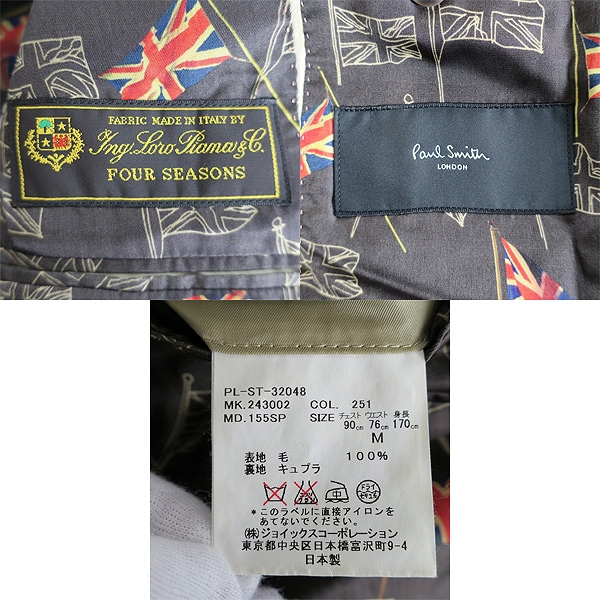 FABRIC MADE IN ITALY BY
Ing. Loro Piana & C.
FOUR SEASONS
Paul Smith
LONDON
PL-ST-32048
MK. 243002 COL. 251
MD. 155SP SIZE チェスト ウエスト 身長
90cm 76cm 170cm
M
表地 毛 100%
裏地 キュプラ
ドライ
*このラベルに直接アイロンを
あてないでください。
(株)ジョイックスコーポレーション
東京都中央区日本橋富沢町9-4
日本製